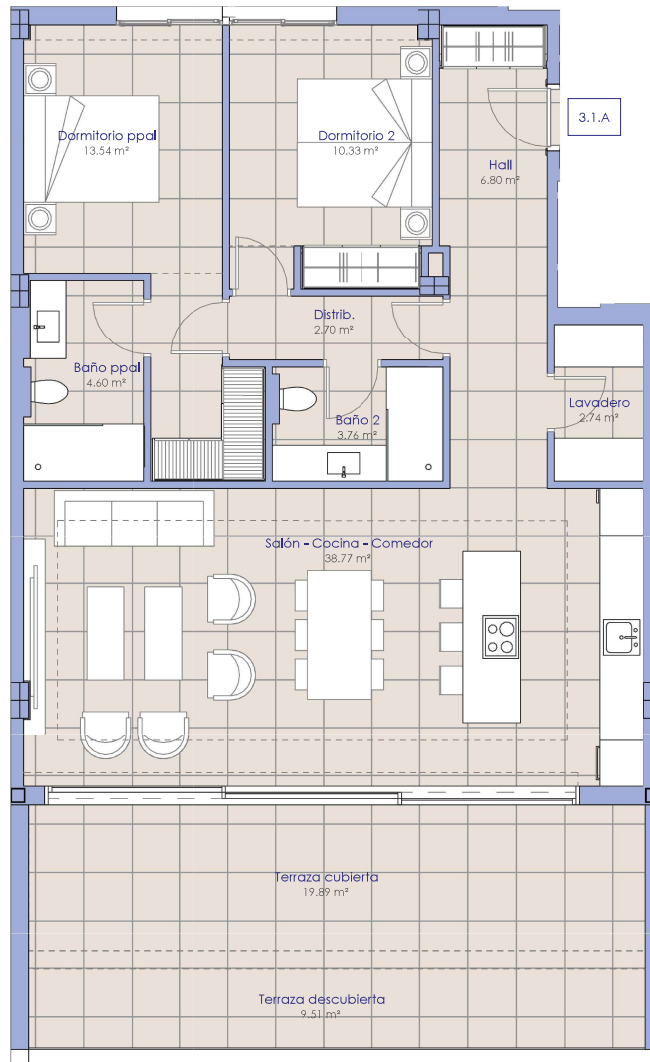 3.1.A
Dormitorio ppal
13.54 m²
Dormitorio 2
10.33 m²
Hall
6.80 m²
Distrib.
2.70 m²
Baño ppal
4.60 m²
Lavadero
2.74 m²
Baño 2
3.76 m²
Salón - Cocina - Comedor
38.77 m²
Terraza cubierta
19.89 m²
Terraza descubierta
9.51 m²